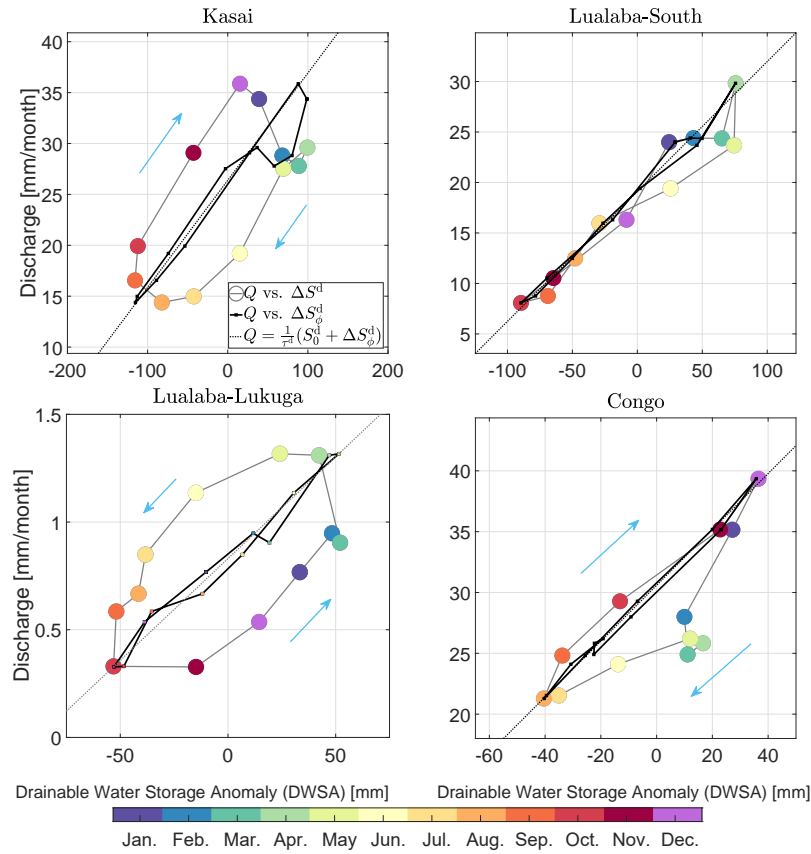 Kasai
Lualaba-South
40
35
30
25
20
15
10
-200 -100 0 100 200
Discharge [mm/month]
Q vs. ΔS^d
Q vs. ΔS^d_φ
Q = 1/τ^d (S^d_0 + ΔS^d_φ)
30
25
20
15
10
5
-100 -50 0 50 100
Lualaba-Lukuga
Congo
1.5
1
0.5
0
-50 0 50
Discharge [mm/month]
40
35
30
25
20
-60 -40 -20 0 20 40
Drainable Water Storage Anomaly (DWSA) [mm]
Drainable Water Storage Anomaly (DWSA) [mm]
Jan. Feb. Mar. Apr. May Jun. Jul. Aug. Sep. Oct. Nov. Dec.